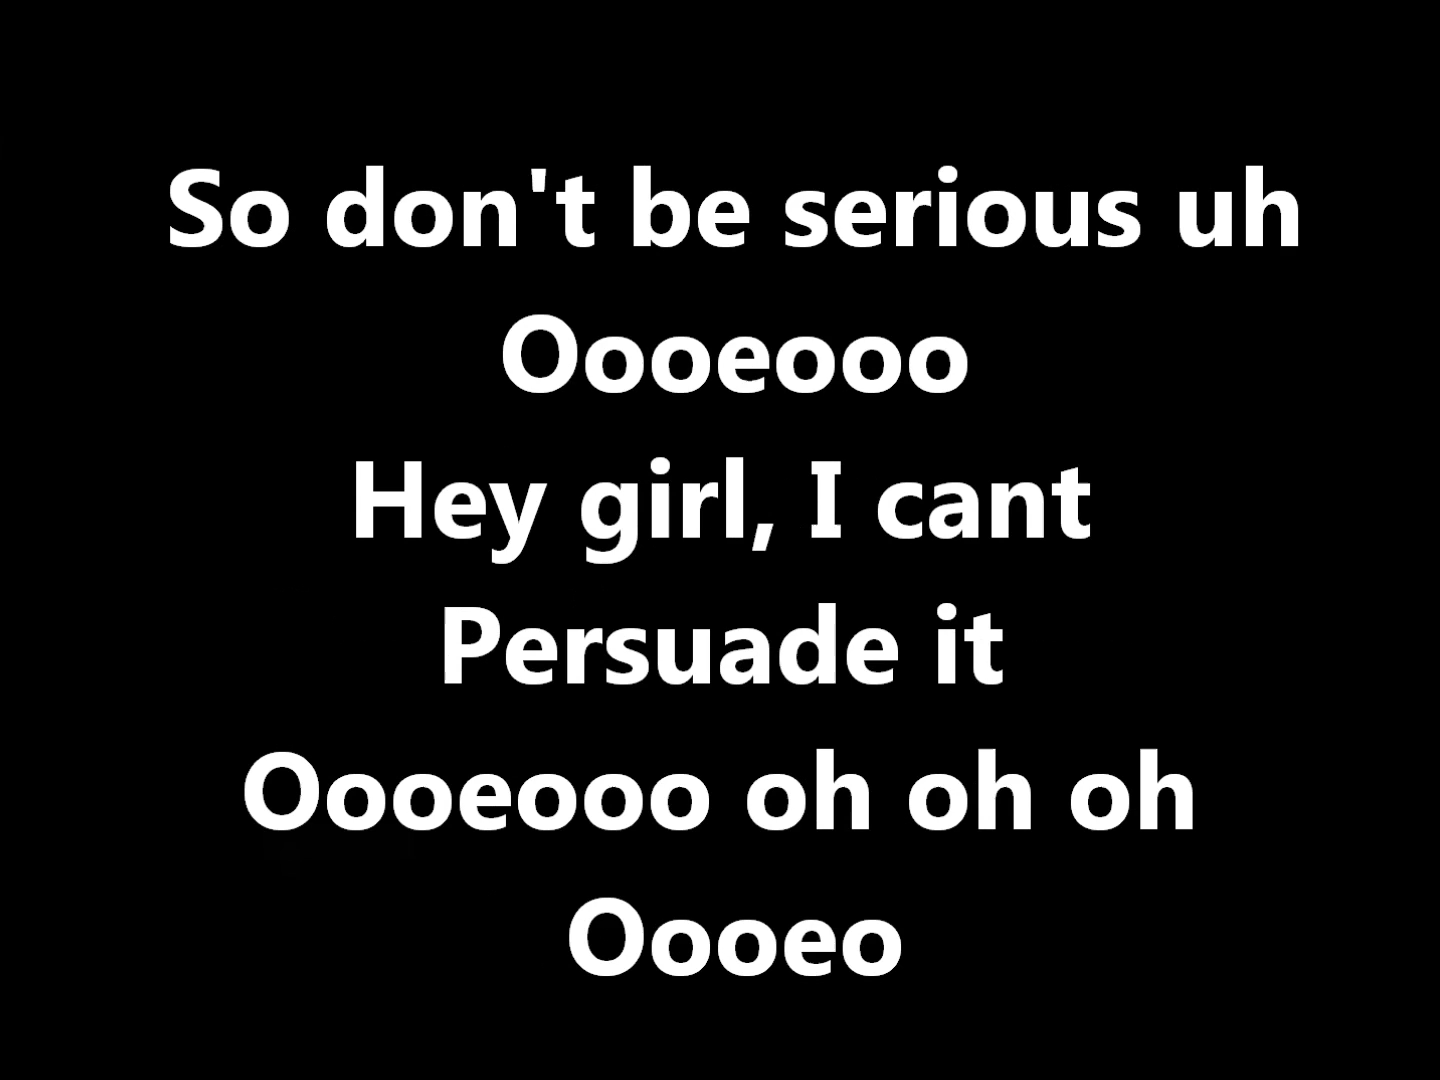 So don't be serious uh
Oooeooo
Hey girl, I cant
Persuade it
Oooeooo oh oh oh
Oooeo